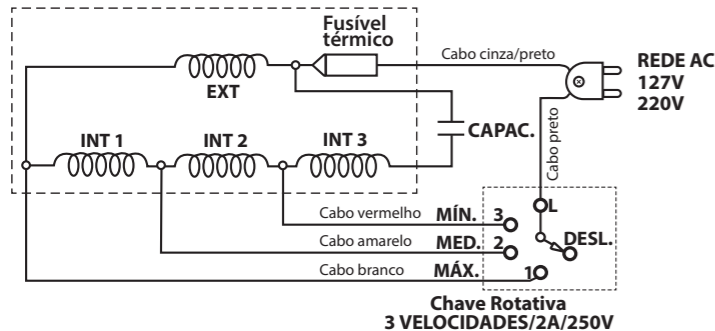 Fusível
térmico
Cabo cinza/preto
REDE AC
127V
220V
EXT
CAPAC.
Cabo preto
INT 1
INT 2
INT 3
L
Cabo vermelho MÍN. 3
DESL.
Cabo amarelo MED. 2
Cabo branco MÁX. 1
Chave Rotativa
3 VELOCIDADES/2A/250V